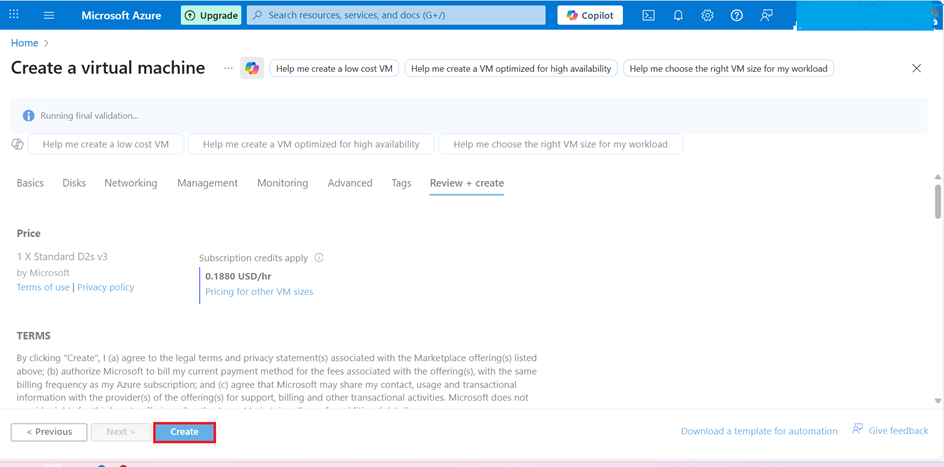 Microsoft Azure
Upgrade
Search resources, services, and docs (G+/)
Copilot
Home
Create a virtual machine
...
Help me create a low cost VM
Help me create a VM optimized for high availability
Help me choose the right VM size for my workload
Running final validation...
Help me create a low cost VM
Help me create a VM optimized for high availability
Help me choose the right VM size for my workload
Basics
Disks
Networking
Management
Monitoring
Advanced
Tags
Review + create
Price
1 X Standard D2s v3
by Microsoft
Terms of use | Privacy policy
Subscription credits apply
0.1880 USD/hr
Pricing for other VM sizes
TERMS
By clicking "Create", I (a) agree to the legal terms and privacy statement(s) associated with the Marketplace offering(s) listed
above; (b) authorize Microsoft to bill my current payment method for the fees associated with the offering(s), with the same
billing frequency as my Azure subscription; and (c) agree that Microsoft may share my contact, usage and transactional
information with the provider(s) of the offering(s) for support, billing and other transactional activities. Microsoft does not
< Previous
Next >
Create
Download a template for automation
Give feedback